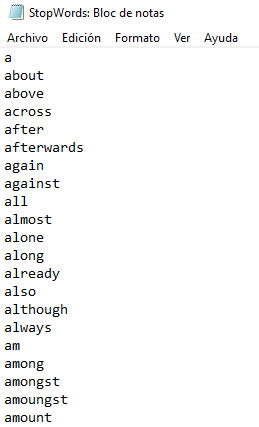 StopWords: Bloc de notas
Archivo Edición Formato Ver Ayuda
a
about
above
across
after
afterwards
again
against
all
almost
alone
along
already
also
although
always
am
among
amongst
amoungst
amount